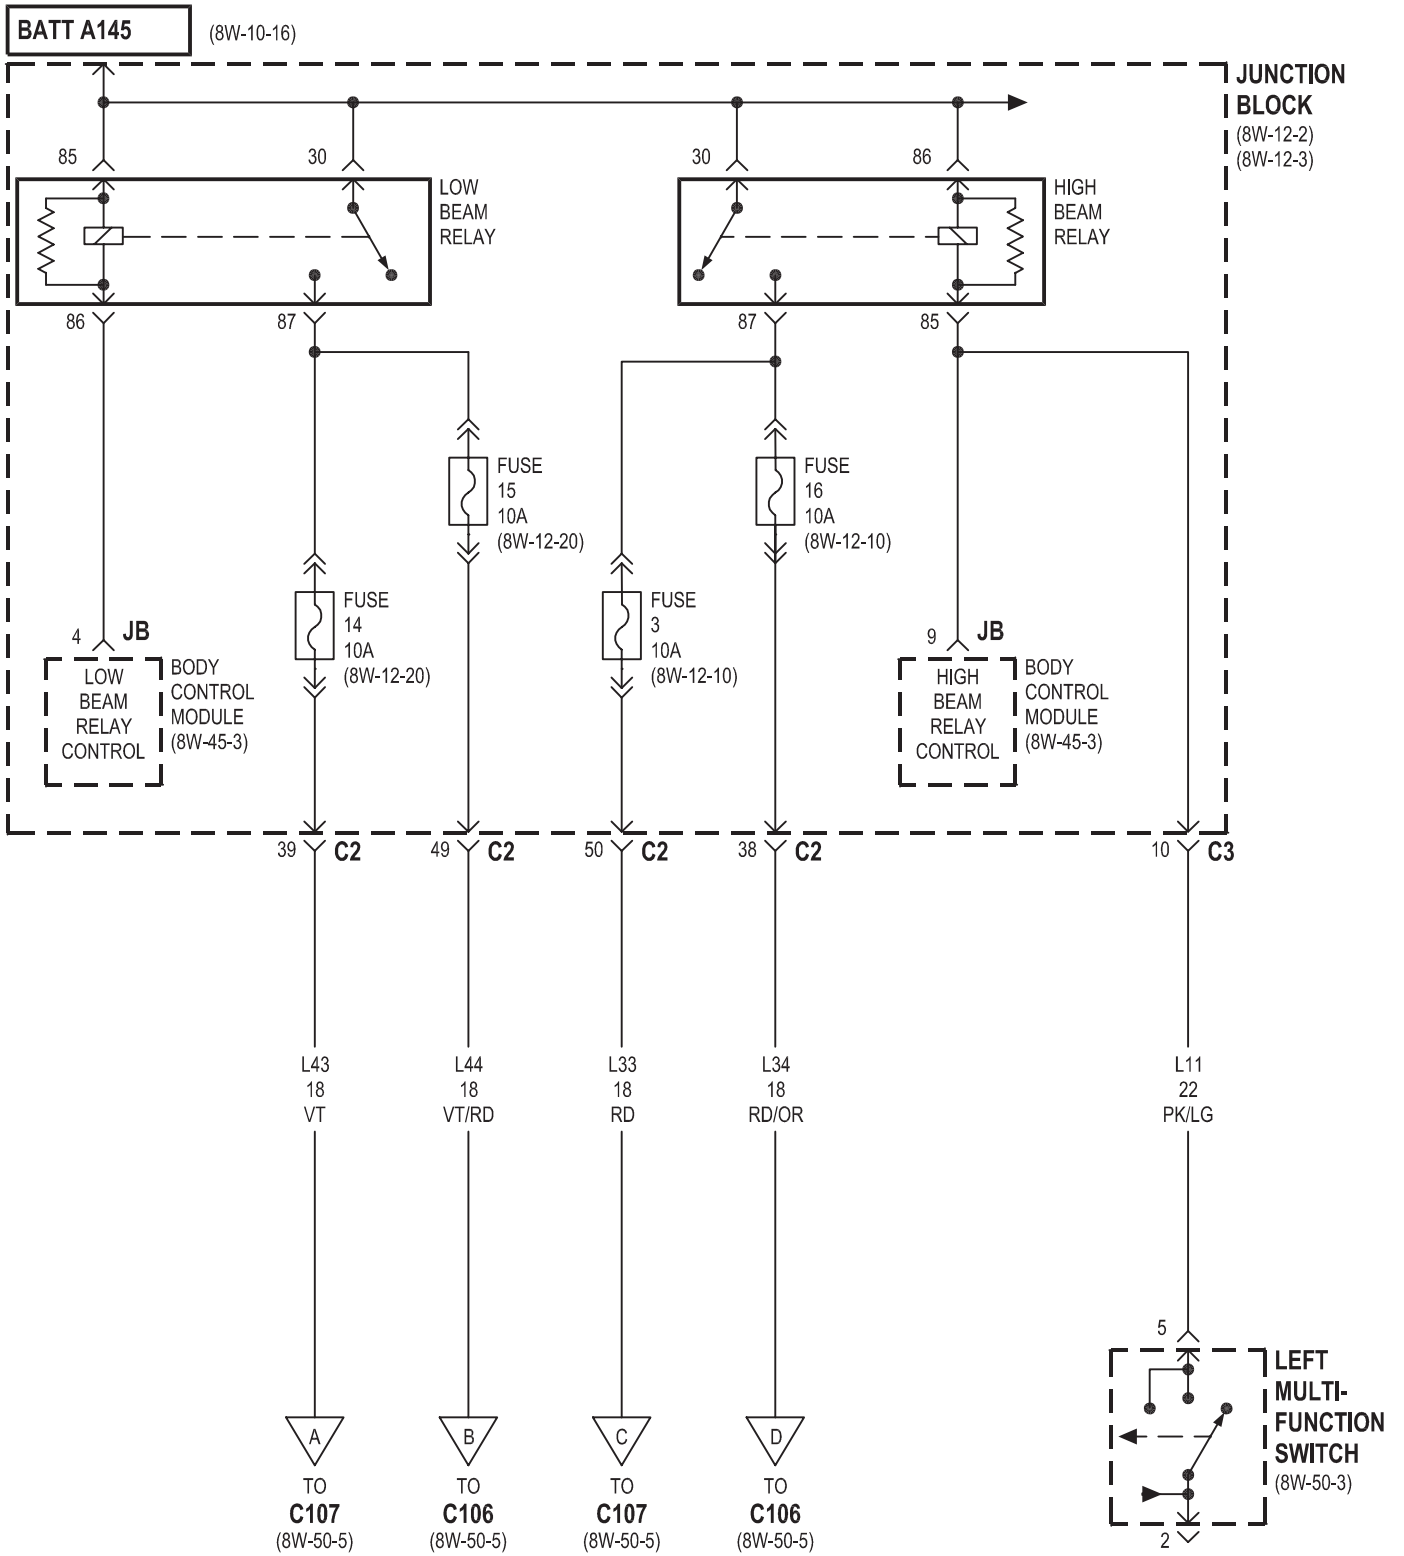 BATT A145
(8W-10-16)
JUNCTION
BLOCK
(8W-12-2)
(8W-12-3)
85
30
30
86
LOW
BEAM
RELAY
HIGH
BEAM
RELAY
86
87
87
85
FUSE
15
10A
(8W-12-20)
FUSE
16
10A
(8W-12-10)
FUSE
14
10A
(8W-12-20)
FUSE
3
10A
(8W-12-10)
4
JB
LOW
BEAM
RELAY
CONTROL
BODY
CONTROL
MODULE
(8W-45-3)
9
JB
HIGH
BEAM
RELAY
CONTROL
BODY
CONTROL
MODULE
(8W-45-3)
39
C2
49
C2
50
C2
38
C2
10
C3
L43
18
VT
L44
18
VT/RD
L33
18
RD
L34
18
RD/OR
L11
22
PK/LG
5
LEFT
MULTI-
FUNCTION
SWITCH
(8W-50-3)
2
A
TO
C107
(8W-50-5)
B
TO
C106
(8W-50-5)
C
TO
C107
(8W-50-5)
D
TO
C106
(8W-50-5)